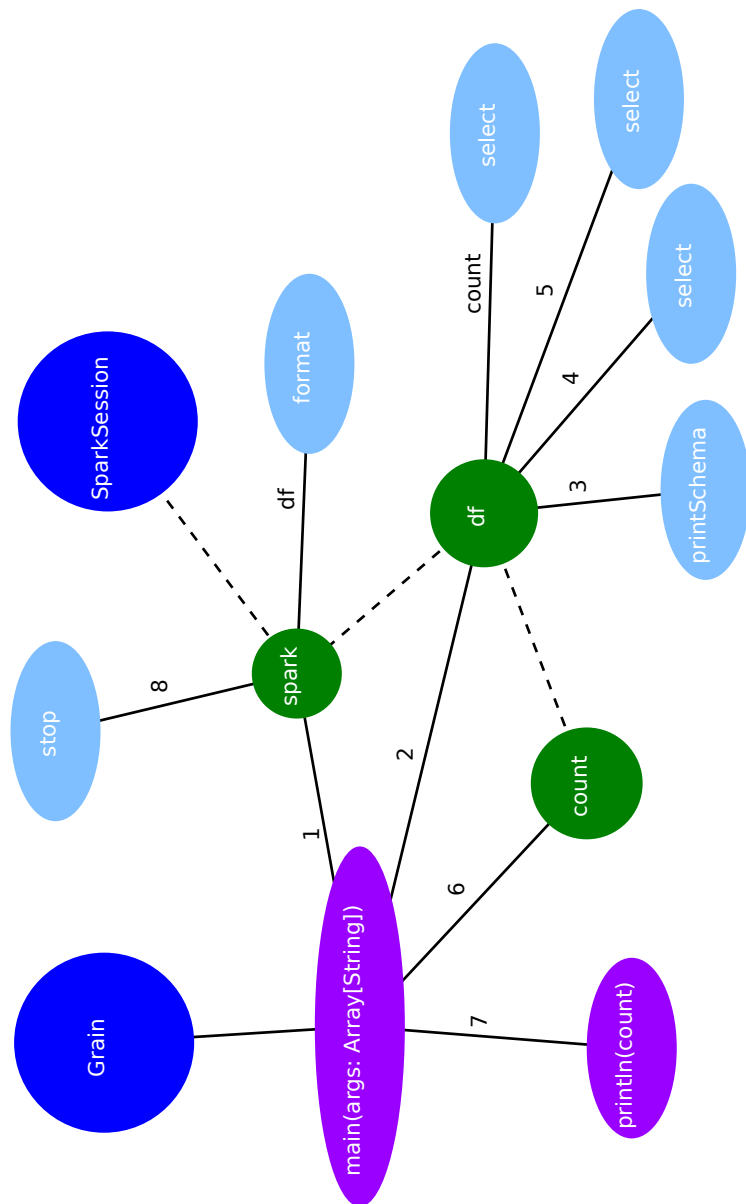 select
select
select
count
5
4
3
format
SparkSession
df
df
printSchema
stop
8
spark
1
2
count
6
main(args: Array[String])
Grain
7
println(count)